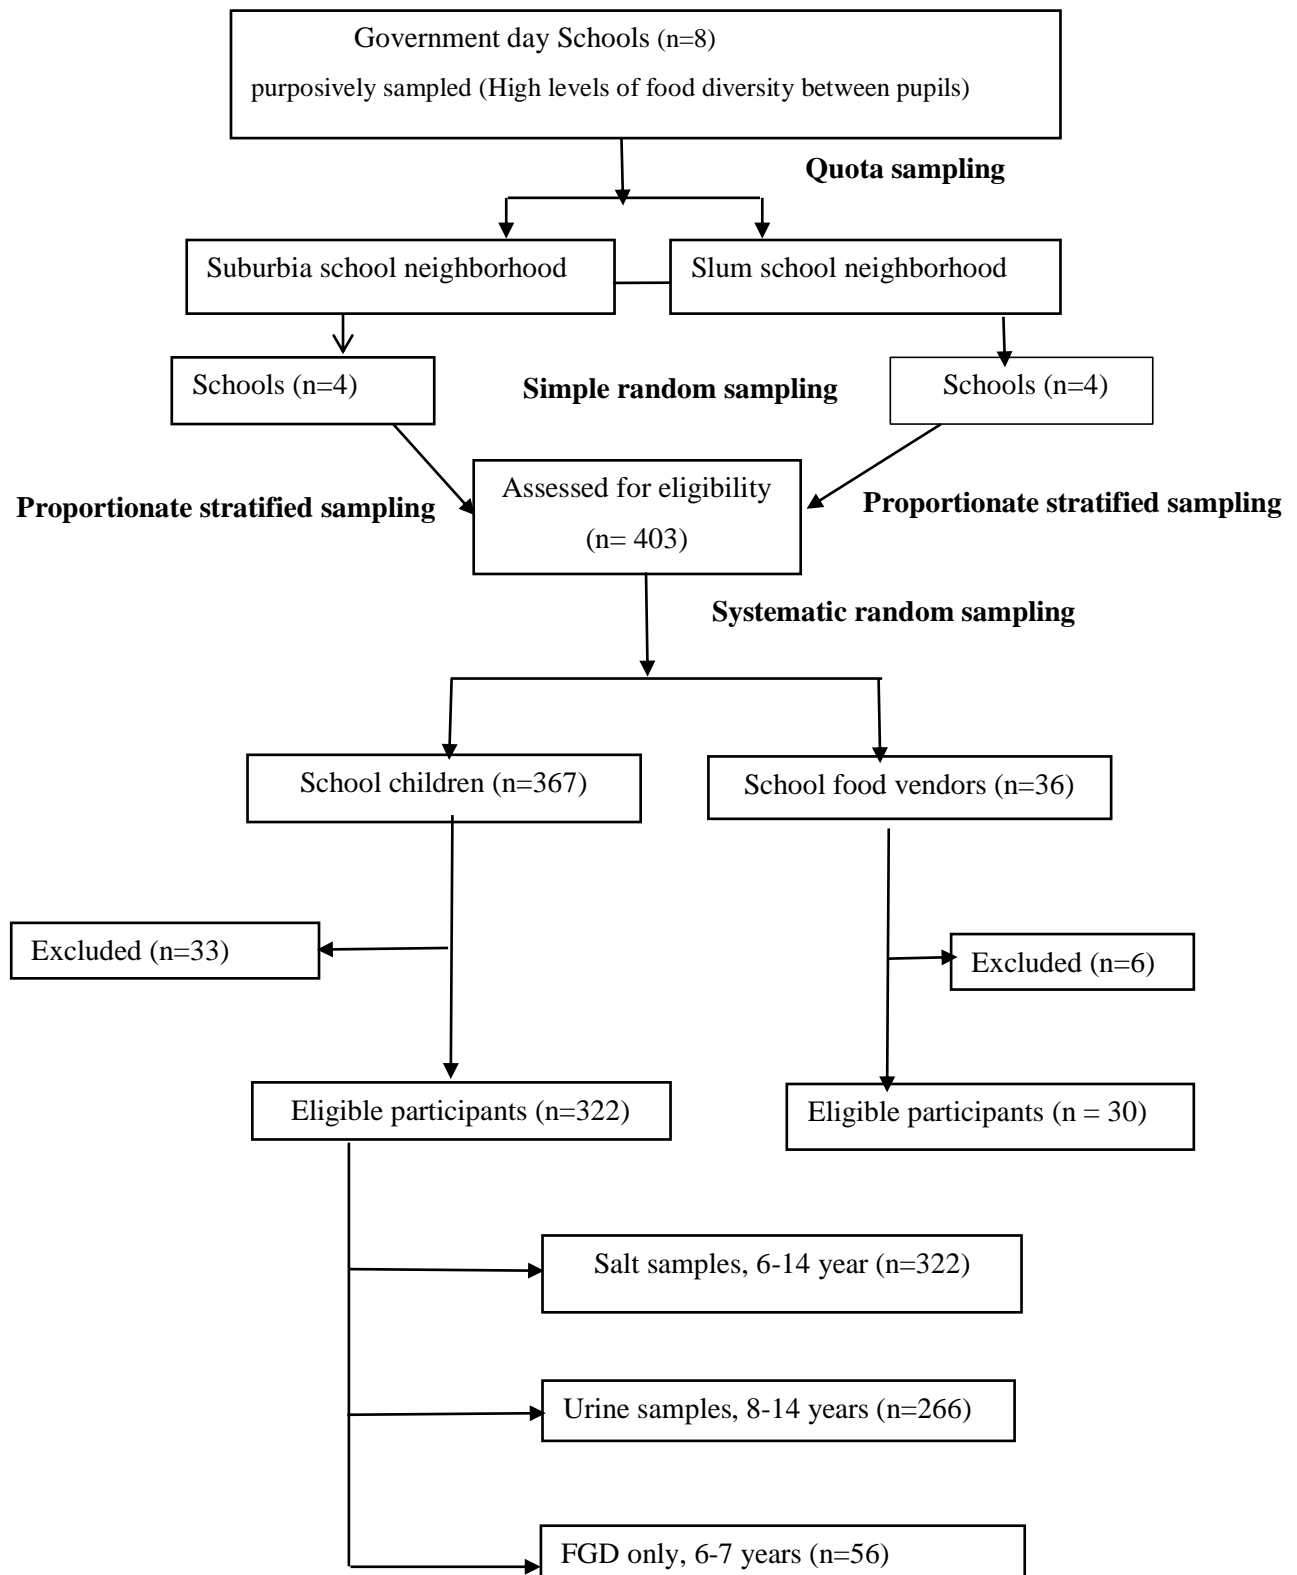 Government day Schools (n=8)
purposively sampled (High levels of food diversity between pupils)
Quota sampling
Suburbia school neighborhood
Slum school neighborhood
Schools (n=4)
Simple random sampling
Schools (n=4)
Proportionate stratified sampling
Assessed for eligibility
(n= 403)
Proportionate stratified sampling
Systematic random sampling
School children (n=367)
School food vendors (n=36)
Excluded (n=33)
Excluded (n=6)
Eligible participants (n=322)
Eligible participants (n = 30)
Salt samples, 6-14 year (n=322)
Urine samples, 8-14 years (n=266)
FGD only, 6-7 years (n=56)